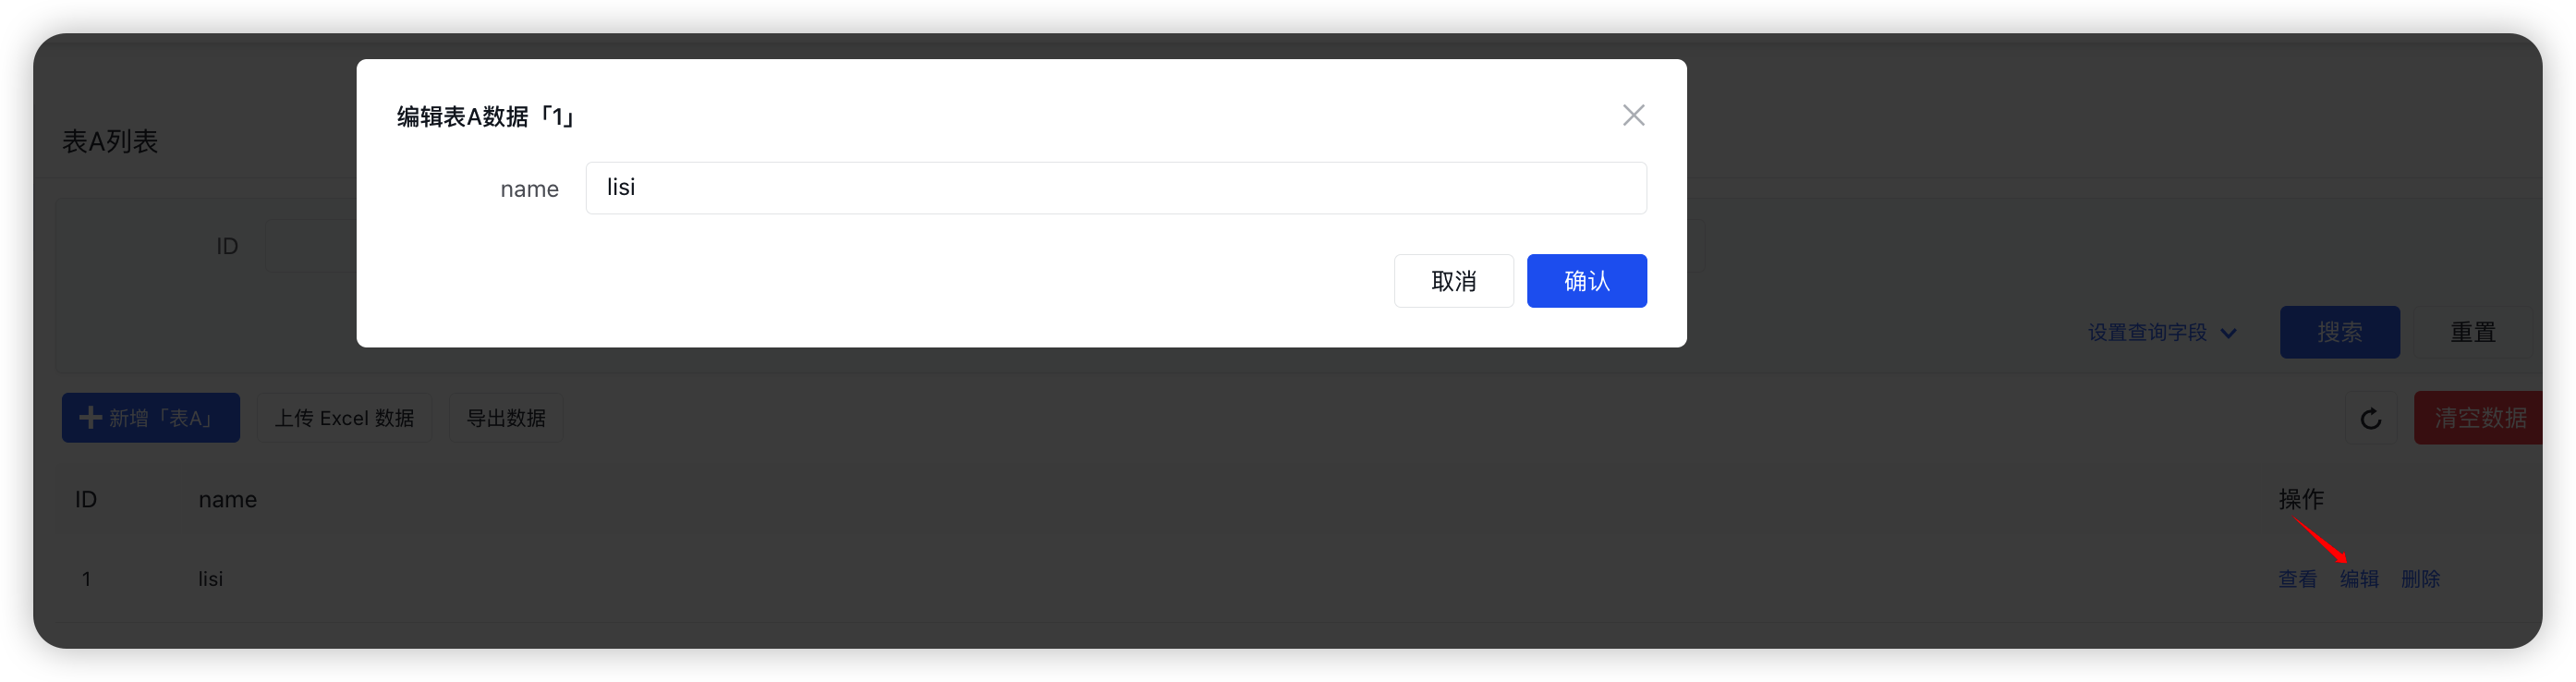 编辑表A数据「1」
表A列表
name lisi
ID
取消 确认
设置查询字段 搜索 重置
新增「表A」 上传 Excel 数据 导出数据 清空数据
ID name 操作
1 lisi 查看 编辑 删除